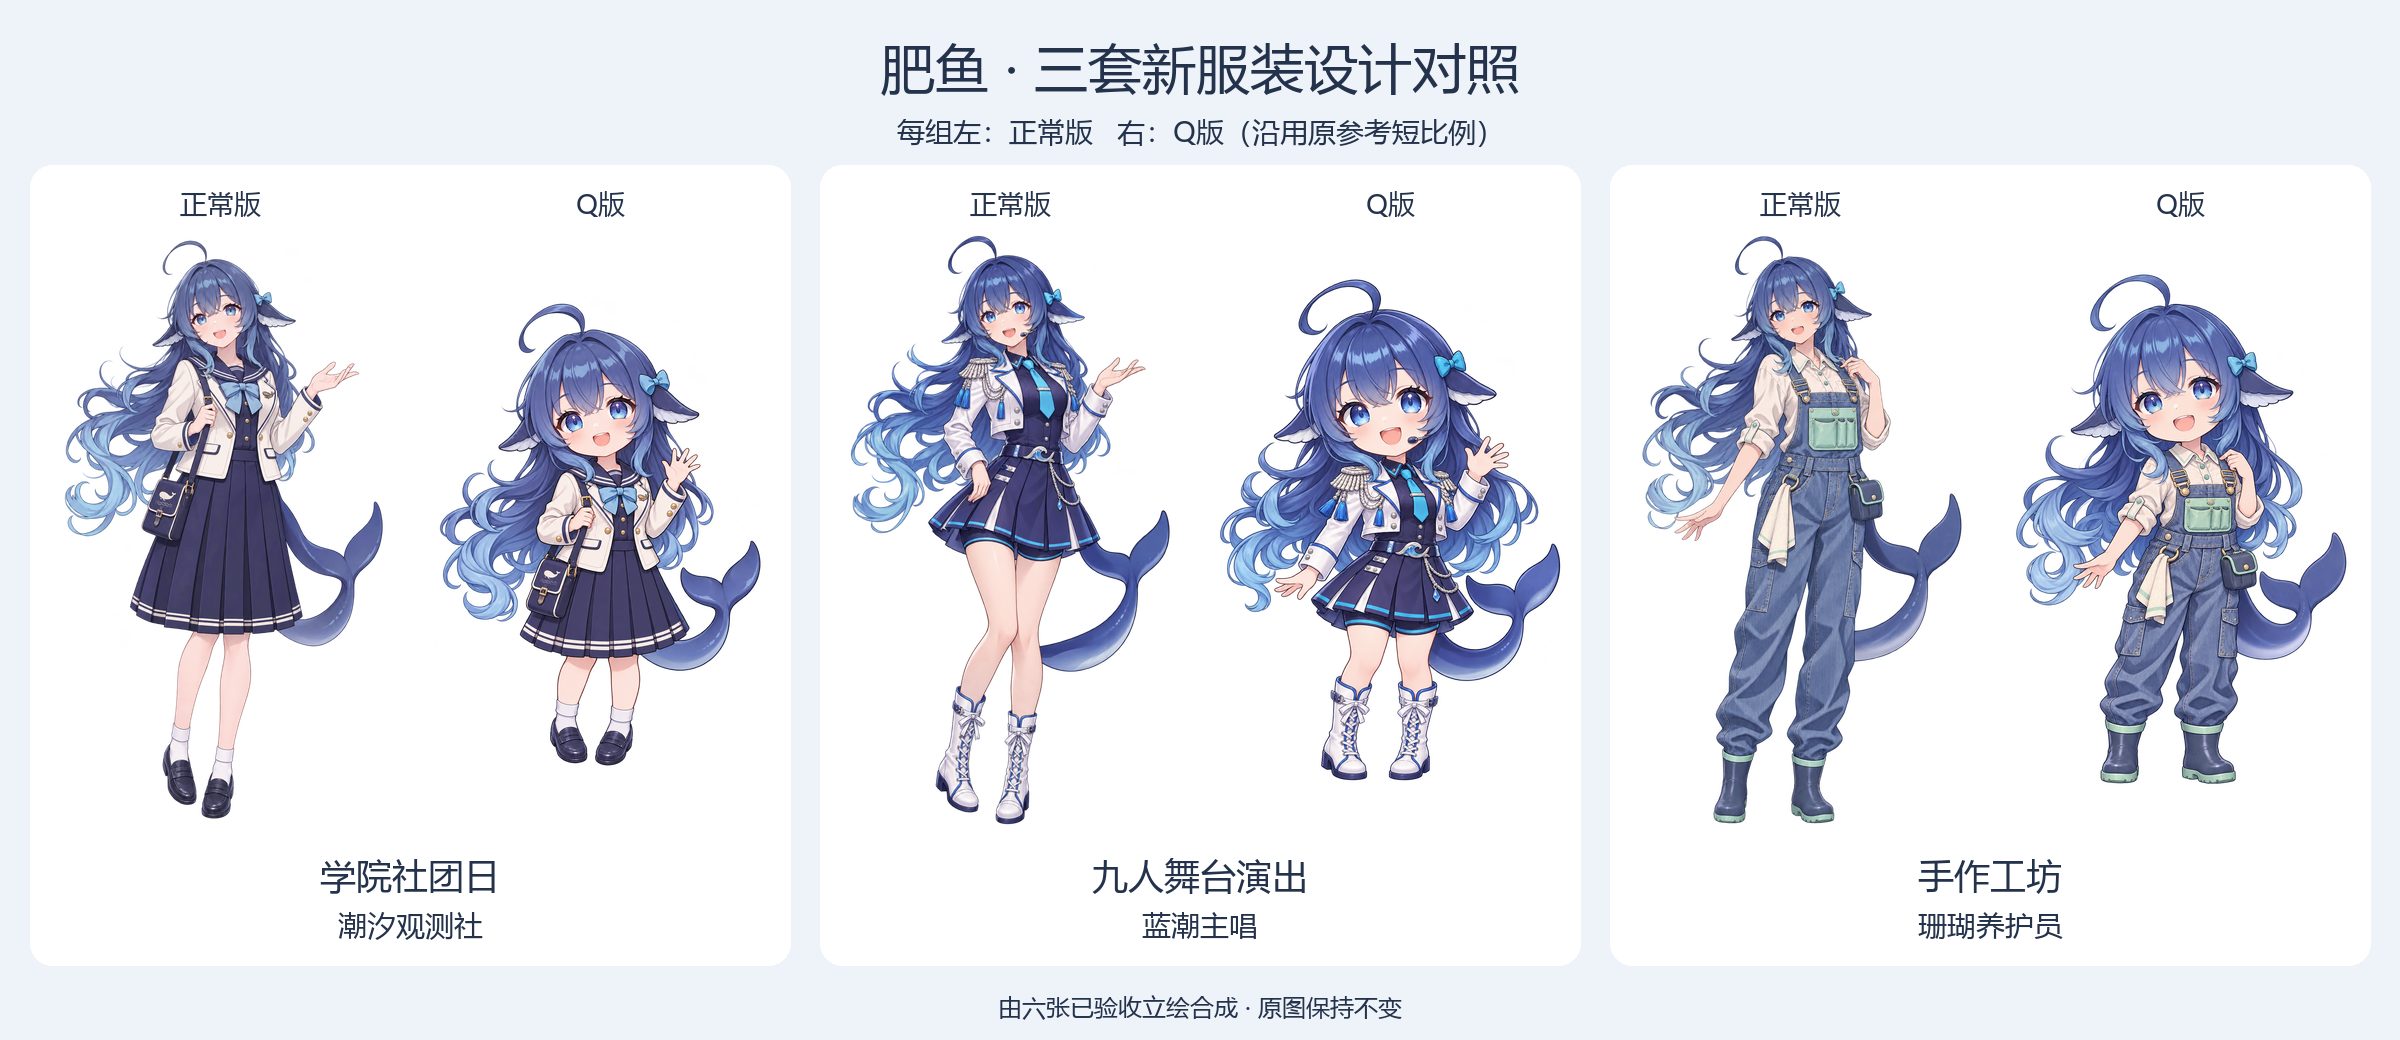 肥鱼 · 三套新服装设计对照
每组左：正常版 右：Q版（沿用原参考短比例）
正常版 Q版
学院社团日
潮汐观测社
正常版 Q版
九人舞台演出
蓝潮主唱
正常版 Q版
手作工坊
珊瑚养护员
由六张已验收立绘合成 · 原图保持不变